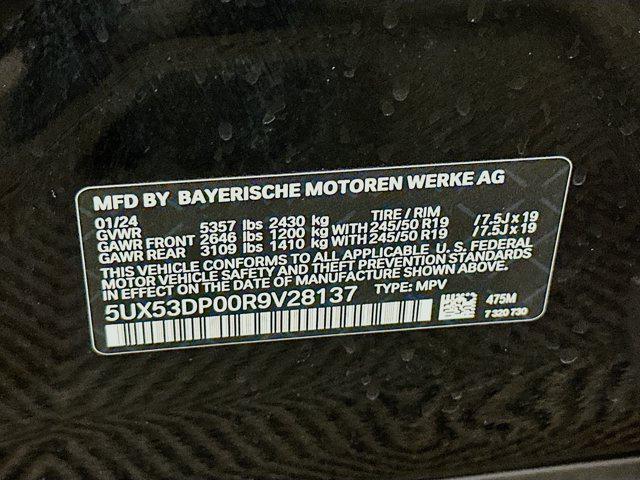 MFD BY BAYERISCHE MOTOREN WERKE AG
01/24 TIRE / RIM
GVWR 5357 lbs 2430 kg
GAWR FRONT 2646 lbs 1200 kg WITH 245/50 R19 /7.5J x 19
GAWR REAR 3109 lbs 1410 kg WITH 245/50 R19 /7.5J x 19
THIS VEHICLE CONFORMS TO ALL APPLICABLE U.S. FEDERAL
MOTOR VEHICLE SAFETY AND THEFT PREVENTION STANDARDS
IN EFFECT ON THE DATE OF MANUFACTURE SHOWN ABOVE.
5UX53DP00R9V28137 TYPE: MPV
475M
7 320 730